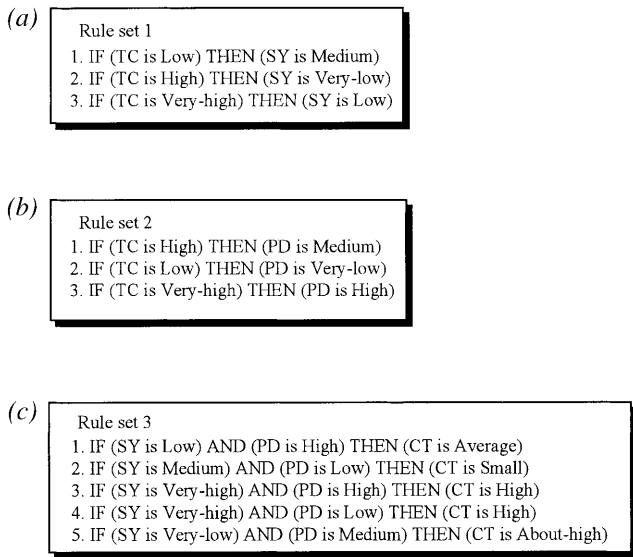 (a)
Rule set 1
1. IF (TC is Low) THEN (SY is Medium)
2. IF (TC is High) THEN (SY is Very-low)
3. IF (TC is Very-high) THEN (SY is Low)
(b)
Rule set 2
1. IF (TC is High) THEN (PD is Medium)
2. IF (TC is Low) THEN (PD is Very-low)
3. IF (TC is Very-high) THEN (PD is High)
(c)
Rule set 3
1. IF (SY is Low) AND (PD is High) THEN (CT is Average)
2. IF (SY is Medium) AND (PD is Low) THEN (CT is Small)
3. IF (SY is Very-high) AND (PD is High) THEN (CT is High)
4. IF (SY is Very-high) AND (PD is Low) THEN (CT is High)
5. IF (SY is Very-low) AND (PD is Medium) THEN (CT is About-high)